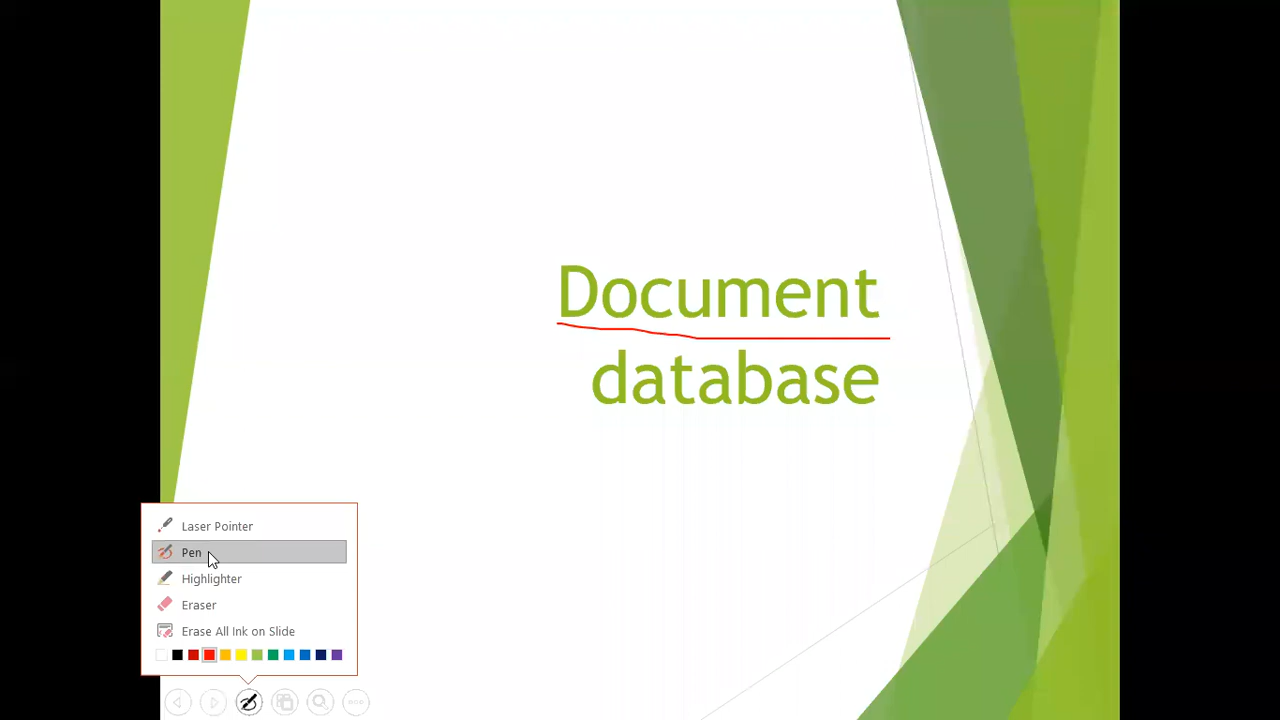 Document
database
Laser Pointer
Pen
Highlighter
Eraser
Erase All Ink on Slide